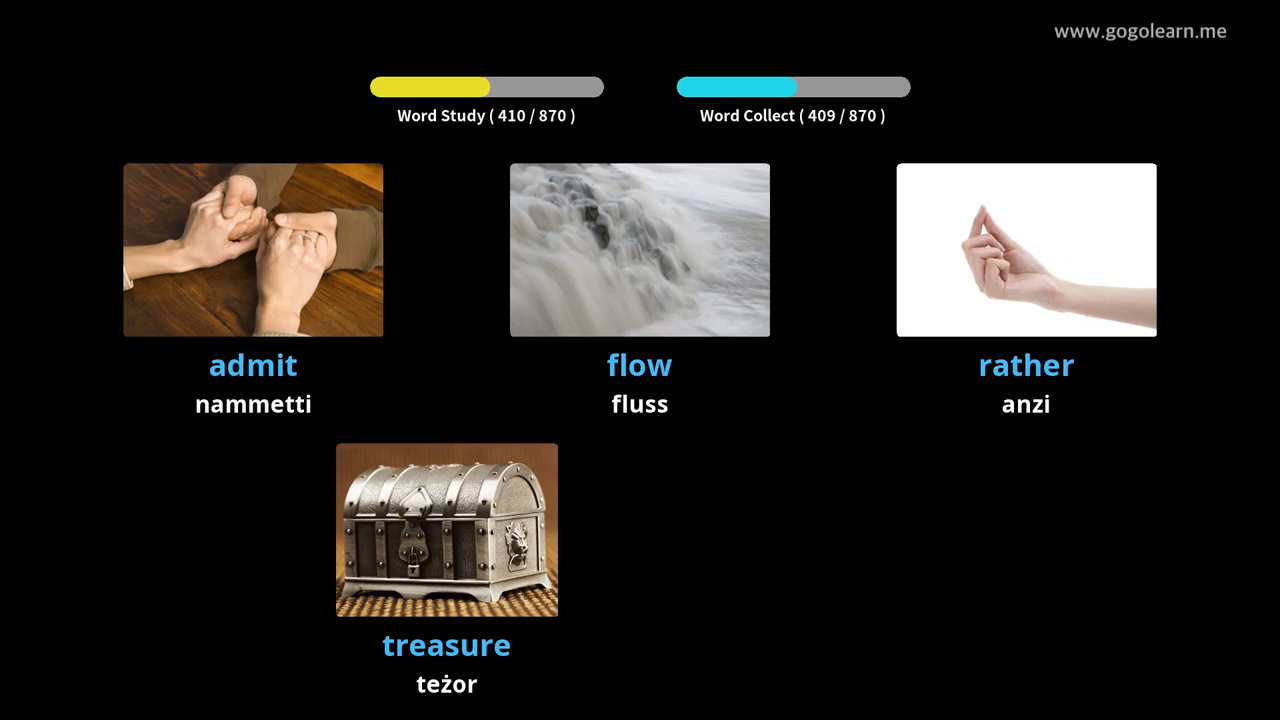 www.gogolearn.me
Word Study ( 410 / 870 )
Word Collect ( 409 / 870 )
admit
nammetti
flow
fluss
rather
anzi
treasure
teżor